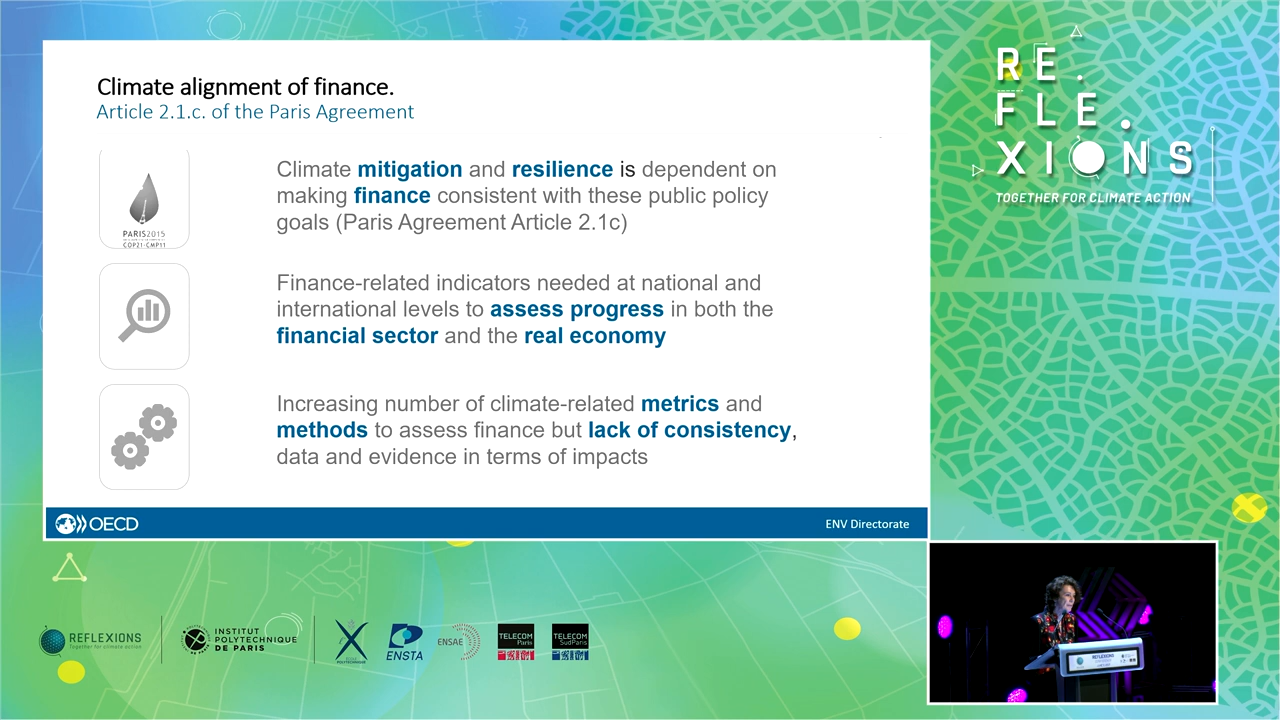 Climate alignment of finance.
Article 2.1.c. of the Paris Agreement
PARIS2015
COP21·CMP11
Climate mitigation and resilience is dependent on
making finance consistent with these public policy
goals (Paris Agreement Article 2.1c)
Finance-related indicators needed at national and
international levels to assess progress in both the
financial sector and the real economy
Increasing number of climate-related metrics and
methods to assess finance but lack of consistency,
data and evidence in terms of impacts
OECD
ENV Directorate
RE.
FLE.
XIONS
TOGETHER FOR CLIMATE ACTION
REFLEXIONS
Together for climate action
INSTITUT
POLYTECHNIQUE
DE PARIS
ENSTA
ENSAE
TELECOM
Paris
TELECOM
SudParis
REFLEXIONS